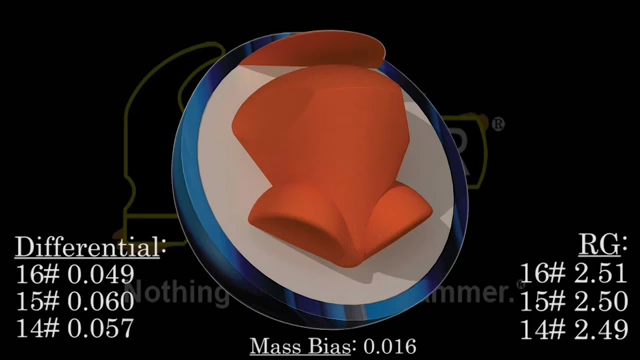 R®
Differential:
16# 0.049
15# 0.060
14# 0.057
RG:
16# 2.51
15# 2.50
14# 2.49
Nothing ammer.®
Mass Bias: 0.016